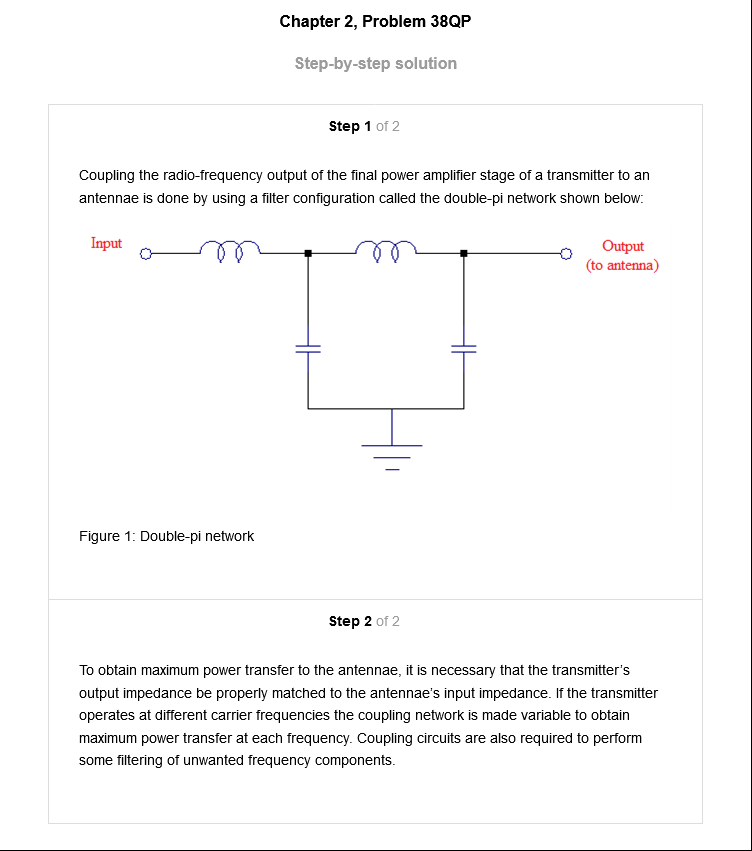 Chapter 2, Problem 38QP
Step-by-step solution
Step 1 of 2
Coupling the radio-frequency output of the final power amplifier stage of a transmitter to an
antennae is done by using a filter configuration called the double-pi network shown below:
Input
Output
(to antenna)
Figure 1: Double-pi network
Step 2 of 2
To obtain maximum power transfer to the antennae, it is necessary that the transmitter's
output impedance be properly matched to the antennae's input impedance. If the transmitter
operates at different carrier frequencies the coupling network is made variable to obtain
maximum power transfer at each frequency. Coupling circuits are also required to perform
some filtering of unwanted frequency components.